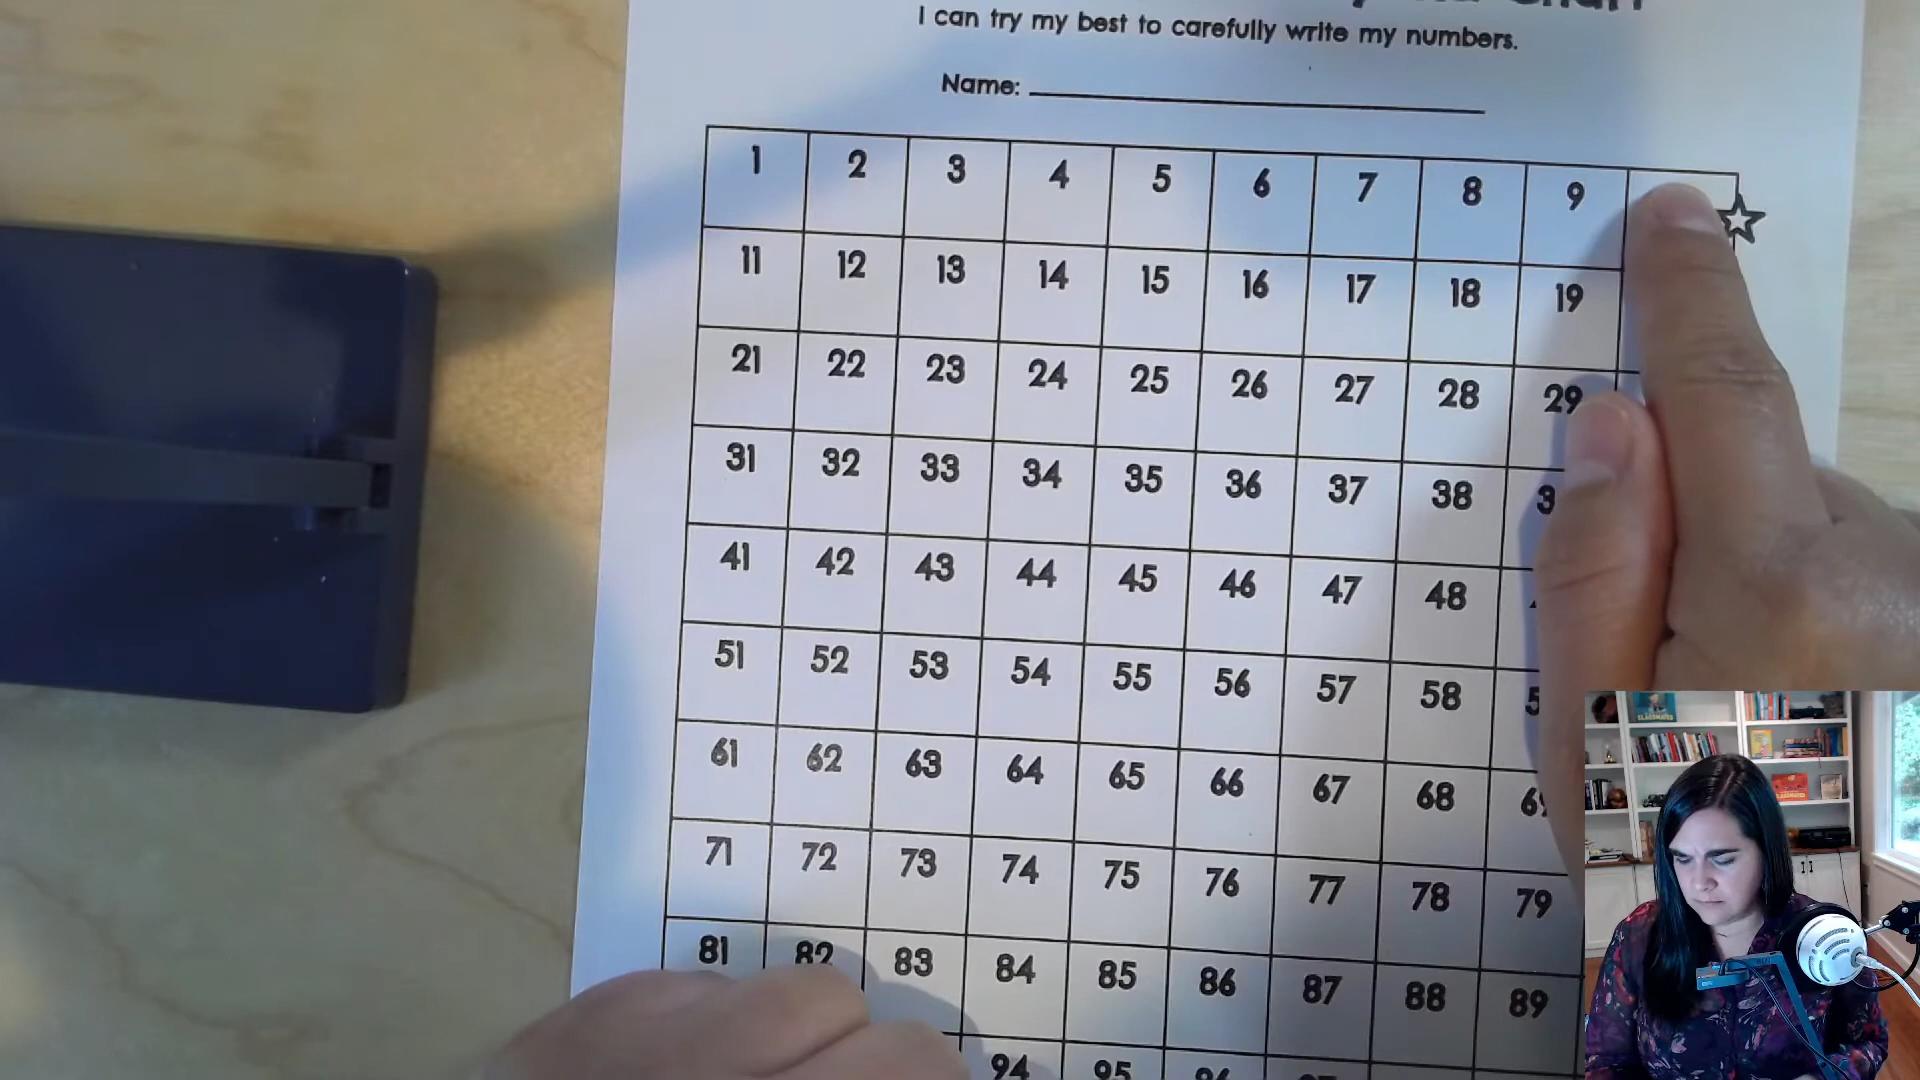 I can try my best to carefully write my numbers.
Name:
1 2 3 4 5 6 7 8 9
11 12 13 14 15 16 17 18 19
21 22 23 24 25 26 27 28 29
31 32 33 34 35 36 37 38
41 42 43 44 45 46 47 48
51 52 53 54 55 56 57 58
61 62 63 64 65 66 67 68
71 72 73 74 75 76 77 78 79
81 82 83 84 85 86 87 88 89
94 95